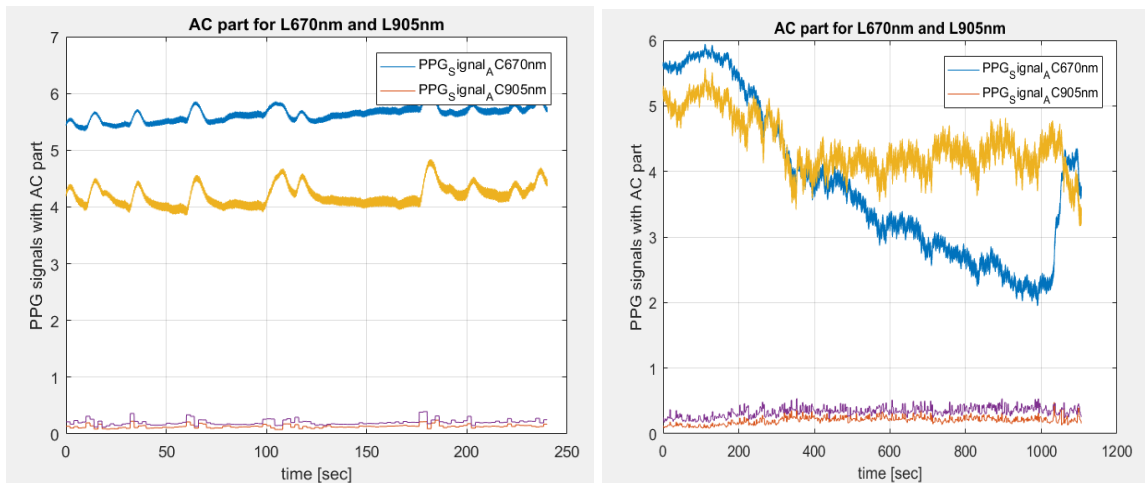 AC part for L670nm and L905nm
PPG signals with AC part
7
6
5
4
3
2
1
0
PPG_Signal_AC670nm
PPG_Signal_AC905nm
0 50 100 150 200 250
time [sec]
AC part for L670nm and L905nm
PPG signals with AC part
6
5
4
3
2
1
0
PPG_Signal_AC670nm
PPG_Signal_AC905nm
0 200 400 600 800 1000 1200
time [sec]